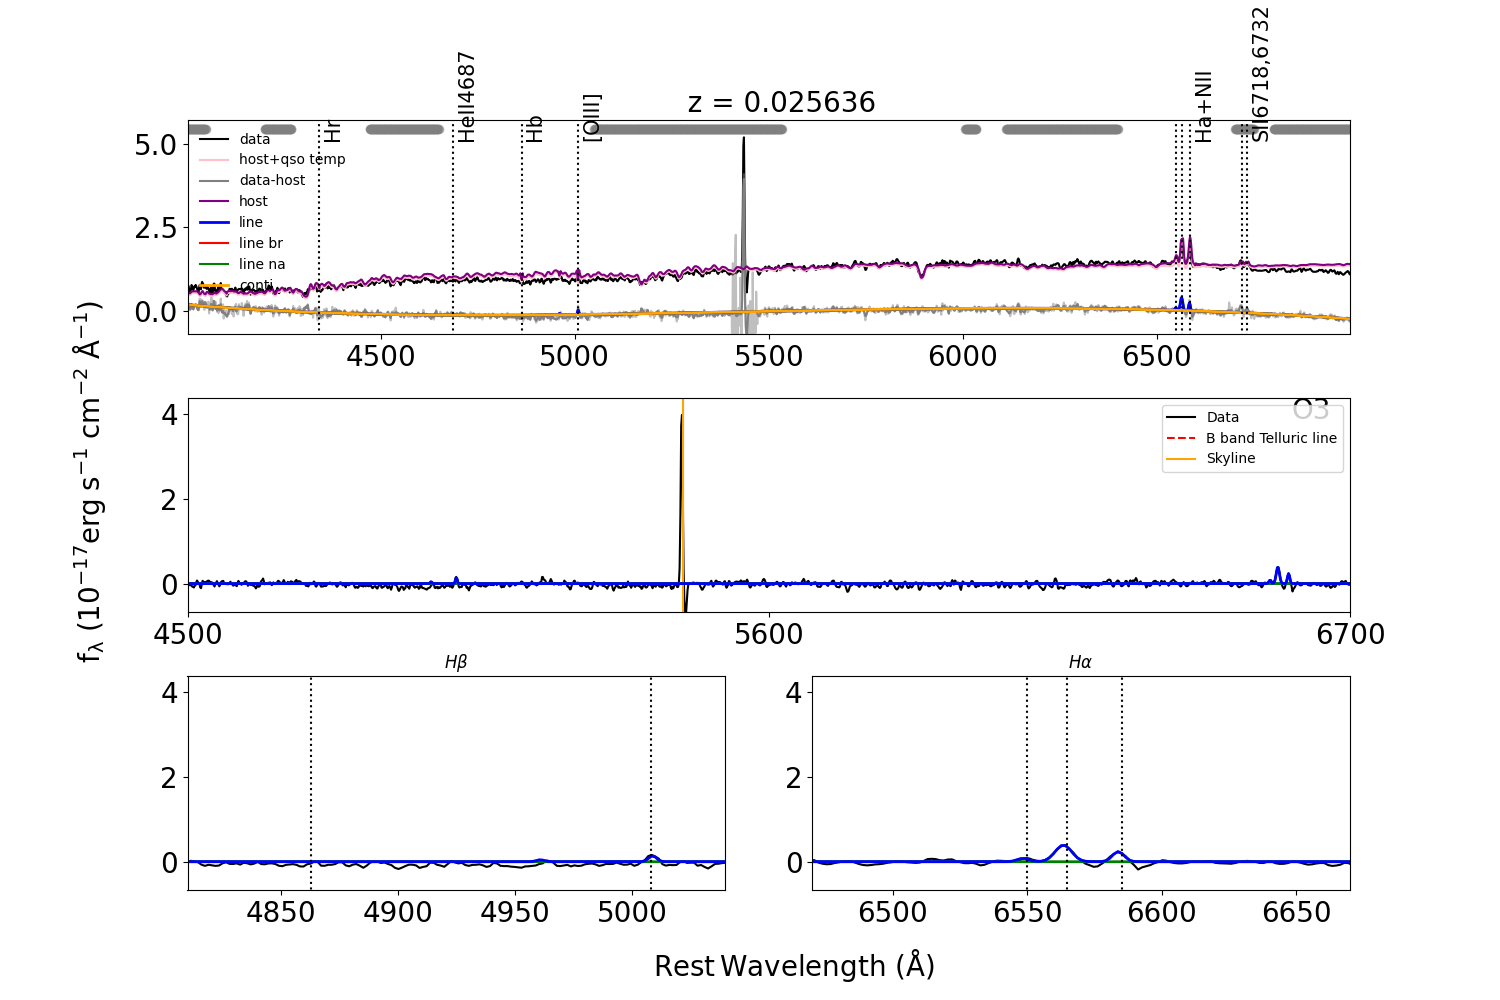 z = 0.025636
Hr
HeII4687
Hb
[OIII]
Ha+NII
SII6718,6732
data
host+qso temp
data-host
host
line
line br
line na
conti
5.0
2.5
0.0
4500 5000 5500 6000 6500
fλ (10⁻¹⁷erg s⁻¹ cm⁻² Å⁻¹)
O3
Data
B band Telluric line
Skyline
4
2
0
4500 5600 6700
Hβ
4
2
0
4850 4900 4950 5000
Hα
4
2
0
6500 6550 6600 6650
Rest Wavelength (Å)